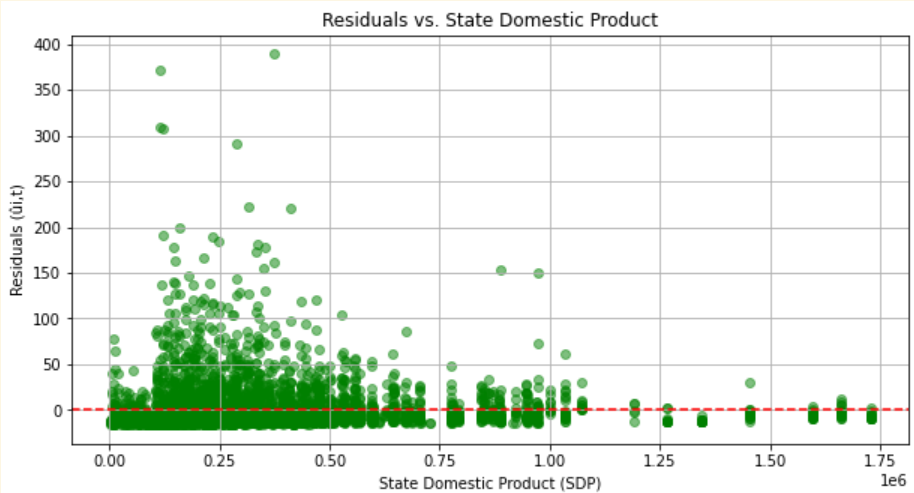 Residuals vs. State Domestic Product
400
350
300
250
200
150
100
50
0
Residuals (ûi,t)
0.00 0.25 0.50 0.75 1.00 1.25 1.50 1.75
1e6
State Domestic Product (SDP)